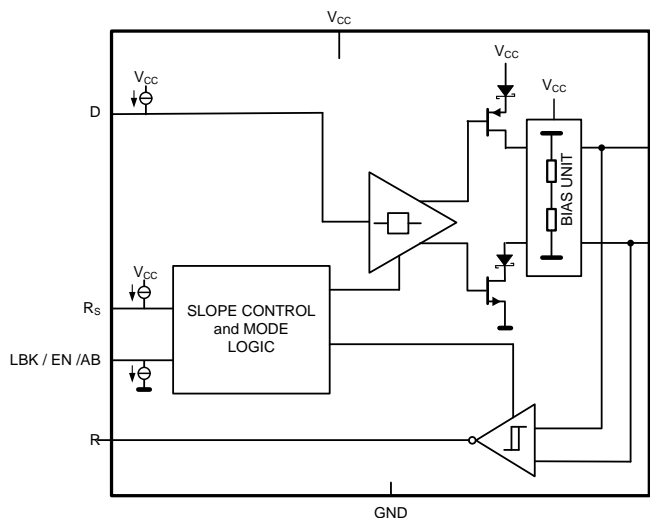 VCC
VCC
VCC
VCC
D
BIAS UNIT
VCC
RS
SLOPE CONTROL
and MODE
LOGIC
LBK / EN /AB
R
GND